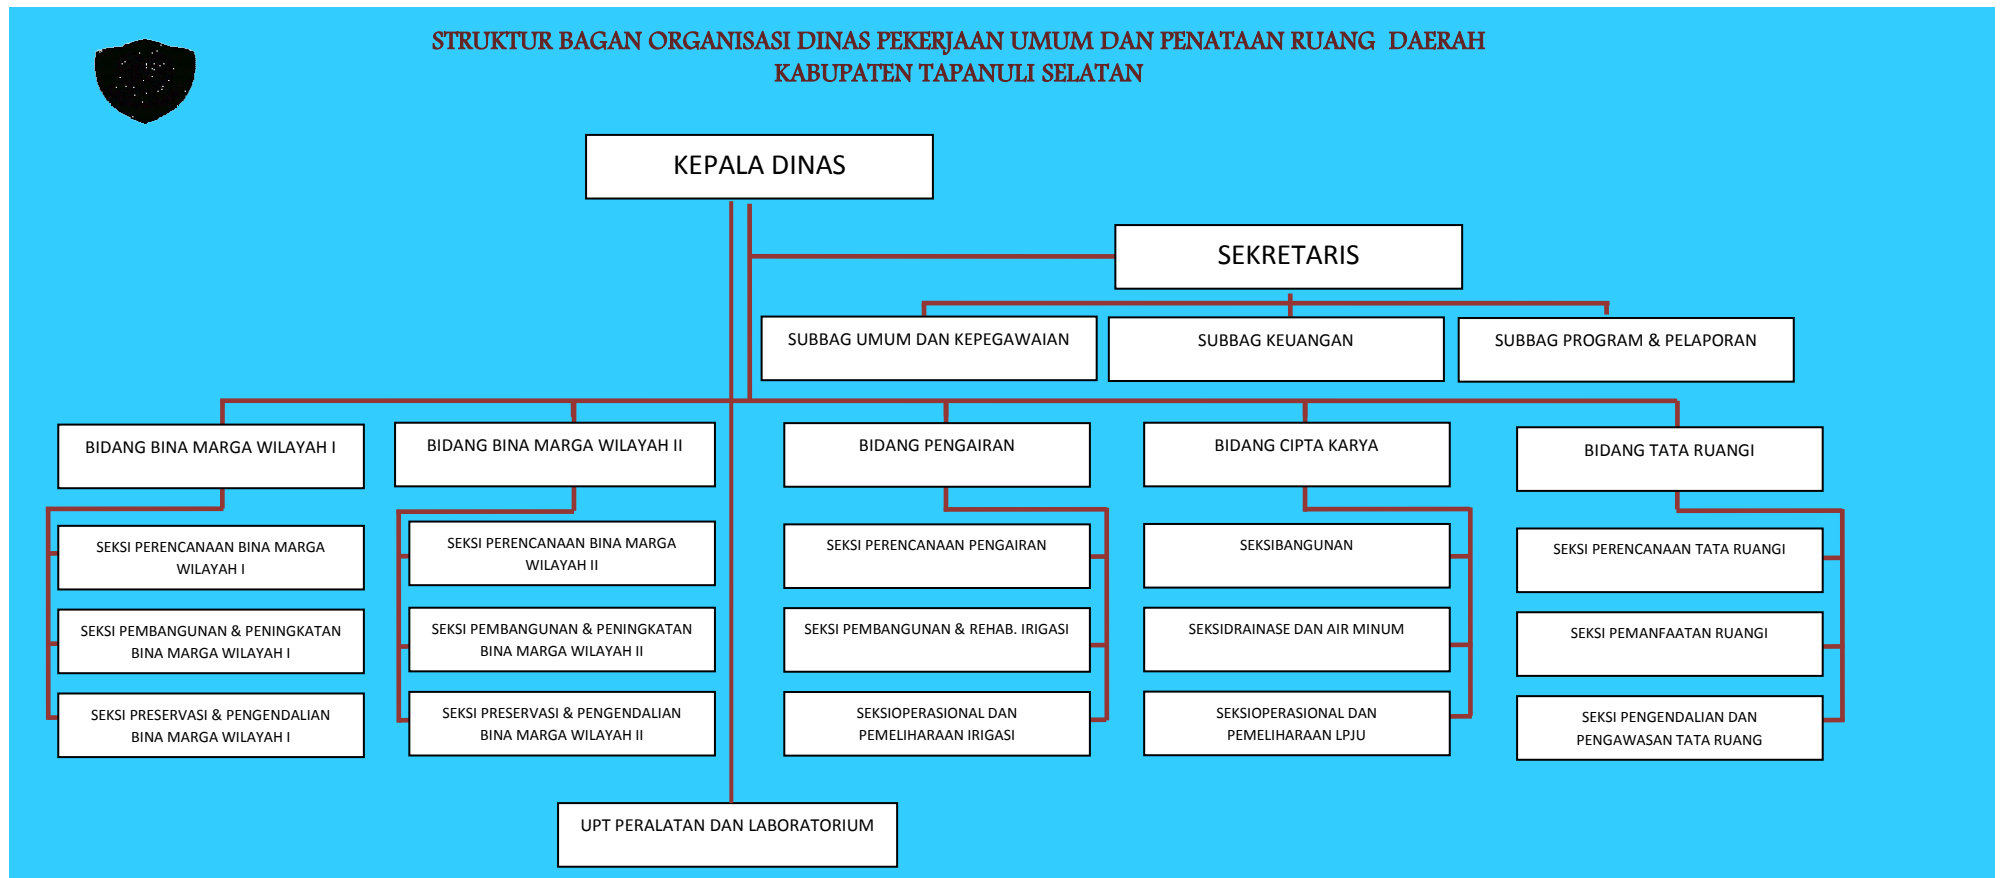 STRUKTUR BAGAN ORGANISASI DINAS PEKERJAAN UMUM DAN PENATAAN RUANG DAERAH
KABUPATEN TAPANULI SELATAN
KEPALA DINAS
SEKRETARIS
SUBBAG UMUM DAN KEPEGAWAIAN
SUBBAG KEUANGAN
SUBBAG PROGRAM & PELAPORAN
BIDANG BINA MARGA WILAYAH I
BIDANG BINA MARGA WILAYAH II
BIDANG PENGAIRAN
BIDANG CIPTA KARYA
BIDANG TATA RUANGI
SEKSI PERENCANAAN BINA MARGA
WILAYAH I
SEKSI PERENCANAAN BINA MARGA
WILAYAH II
SEKSI PERENCANAAN PENGAIRAN
SEKSIBANGUNAN
SEKSI PERENCANAAN TATA RUANGI
SEKSI PEMBANGUNAN & PENINGKATAN
BINA MARGA WILAYAH I
SEKSI PEMBANGUNAN & PENINGKATAN
BINA MARGA WILAYAH II
SEKSI PEMBANGUNAN & REHAB. IRIGASI
SEKSIDRAINASE DAN AIR MINUM
SEKSI PEMANFAATAN RUANGI
SEKSI PRESERVASI & PENGENDALIAN
BINA MARGA WILAYAH I
SEKSI PRESERVASI & PENGENDALIAN
BINA MARGA WILAYAH II
SEKSIOPERASIONAL DAN
PEMELIHARAAN IRIGASI
SEKSIOPERASIONAL DAN
PEMELIHARAAN LPJU
SEKSI PENGENDALIAN DAN
PENGAWASAN TATA RUANG
UPT PERALATAN DAN LABORATORIUM